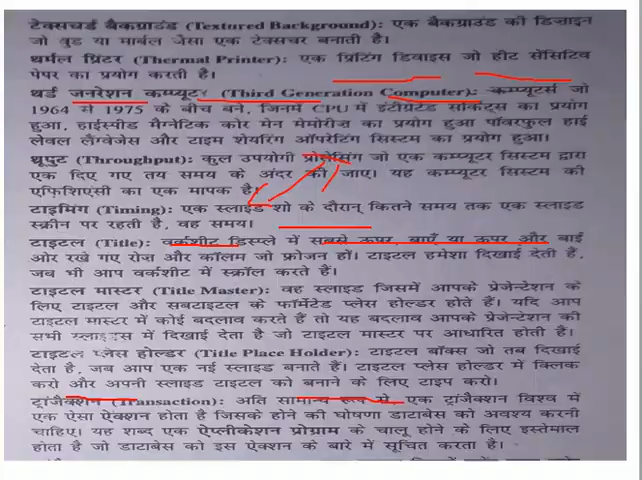 टेक्सचर्ड बैकग्राउंड (Textured Background): एक बैकग्राउंड की डिजाइन
जो वुड या मार्बल जैसा एक टेक्सचर बनाती है।
थर्मल प्रिंटर (Thermal Printer): एक प्रिंटिंग डिवाइस जो हीट सेंसिटिव
पेपर का प्रयोग करती है।
थर्ड जनरेशन कम्प्यूटर (Third Generation Computer): कम्प्यूटर्स जो
1964 से 1975 के बीच बने, जिनमें CPU में इंटीग्रेटेड सर्किट्स का प्रयोग
हुआ, हाईस्पीड मैग्नेटिक कोर मेन मेमोरीज का प्रयोग हुआ पॉवरफुल हाई
लेवल लैंग्वेजेस और टाइम शेयरिंग ऑपरेटिंग सिस्टम का प्रयोग हुआ।
थ्रूपुट (Throughput): कुल उपयोगी प्रोसेसिंग जो एक कम्प्यूटर सिस्टम द्वारा
एक दिए गए तय समय के अंदर की जाए। यह कम्प्यूटर सिस्टम की
एफिशिएंसी का एक मापक है।
टाइमिंग (Timing): एक स्लाइड शो के दौरान् कितने समय तक एक स्लाइड
स्क्रीन पर रहती है, वह समय।
टाइटल (Title): वर्कशीट डिस्प्ले में सबसे ऊपर, बाएँ या ऊपर और बाईं
ओर रखे गए रोज और कॉलम जो फ्रोजन हों। टाइटल हमेशा दिखाई देती है,
जब भी आप वर्कशीट में स्क्रॉल करते हैं।
टाइटल मास्टर (Title Master): वह स्लाइड जिसमें आपके प्रेजेन्टेशन के
लिए टाइटल और सबटाइटल के फॉर्मेटेड प्लेस होल्डर होते हैं। यदि आप
टाइटल मास्टर में कोई बदलाव करते हैं तो यह बदलाव आपके प्रेजेन्टेशन की
सभी स्लाइड्स में दिखाई देता है जो टाइटल मास्टर पर आधारित होती है।
टाइटल प्लेस होल्डर (Title Place Holder): टाइटल बॉक्स जो तब दिखाई
देता है, जब आप एक नई स्लाइड बनाते हैं। टाइटल प्लेस होल्डर में क्लिक
करो और अपनी स्लाइड टाइटल को बनाने के लिए टाइप करो।
ट्रांजैक्शन (Transaction): अति सामान्य रूप में, एक ट्रांजैक्शन विश्व में
एक ऐसा ऐक्शन होता है जिसके होने की घोषणा डाटाबेस को अवश्य करनी
चाहिए। यह शब्द एक ऐप्लीकेशन प्रोग्राम के चालू होने के लिए इस्तेमाल
होता है जो डाटाबेस को इस ऐक्शन के बारे में सूचित करता है।